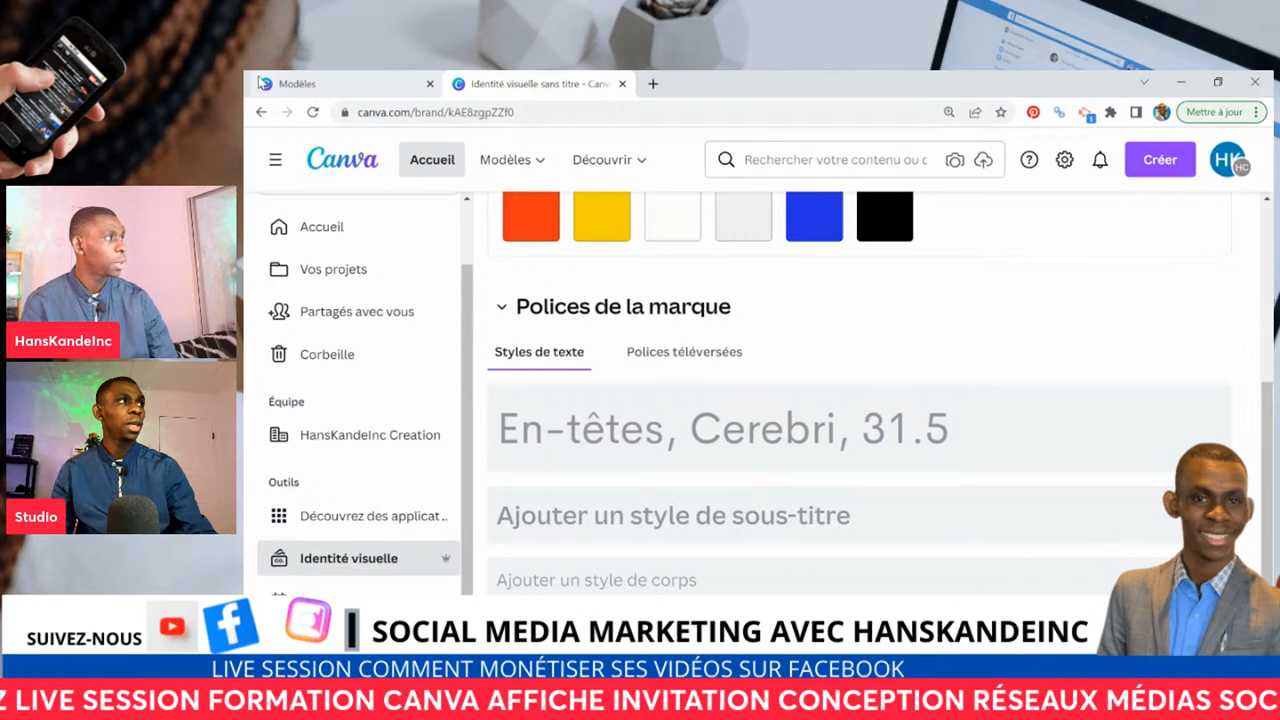 Modèles
Identité visuelle sans titre - Canv
canva.com/brand/kAE8zgpZZf0
Mettre à jour
Canva
Accueil
Modèles
Découvrir
Rechercher votre contenu ou c
Créer
HK
HC
Accueil
Vos projets
Partagés avec vous
Corbeille
Équipe
HansKandeInc Creation
Outils
Découvrez des applicat...
Identité visuelle
Polices de la marque
Styles de texte
Polices téléversées
En-têtes, Cerebri, 31.5
Ajouter un style de sous-titre
Ajouter un style de corps
HansKandeInc
Studio
SUIVEZ-NOUS
SOCIAL MEDIA MARKETING AVEC HANSKANDEINC
LIVE SESSION COMMENT MONÉTISER SES VIDÉOS SUR FACEBOOK
Z LIVE SESSION FORMATION CANVA AFFICHE INVITATION CONCEPTION RÉSEAUX MÉDIAS SOC